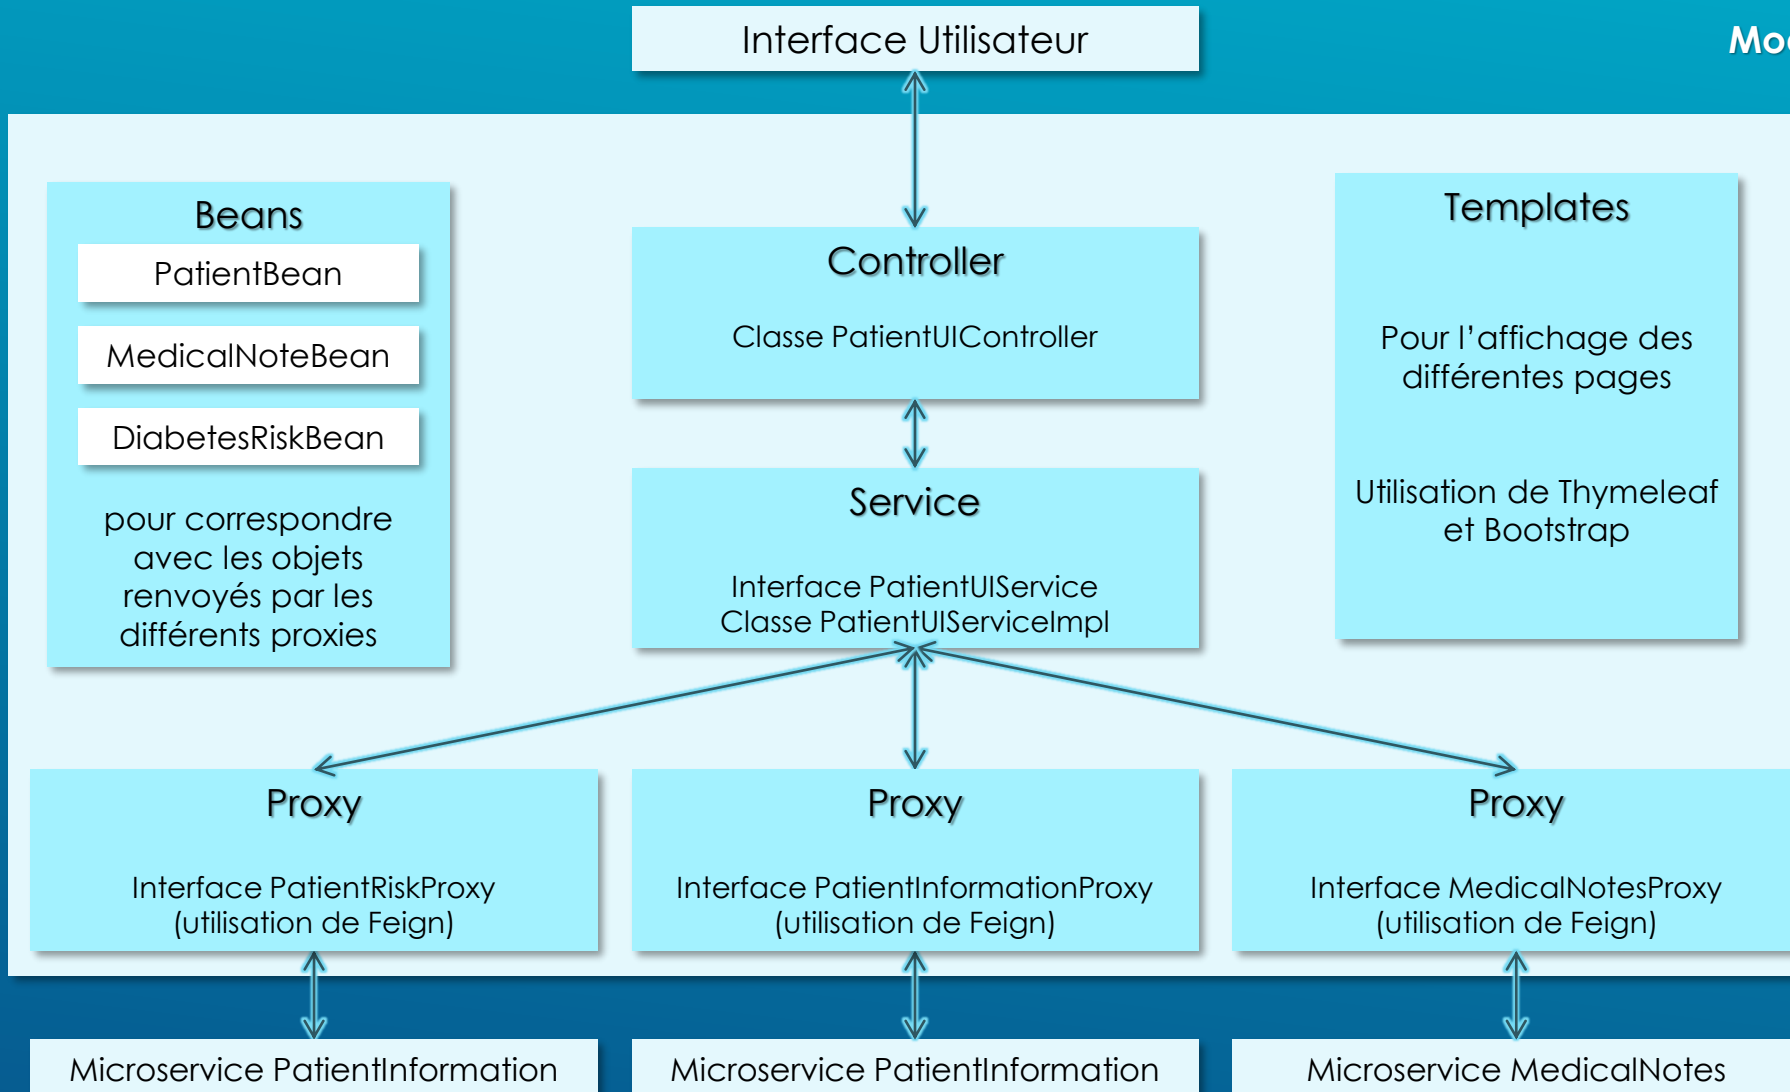 Interface Utilisateur
Beans
PatientBean
MedicalNoteBean
DiabetesRiskBean
pour correspondre
avec les objets
renvoyés par les
différents proxies
Controller
Classe PatientUIController
Service
Interface PatientUIService
Classe PatientUIServiceImpl
Templates
Pour l’affichage des
différentes pages
Utilisation de Thymeleaf
et Bootstrap
Proxy
Interface PatientRiskProxy
(utilisation de Feign)
Proxy
Interface PatientInformationProxy
(utilisation de Feign)
Proxy
Interface MedicalNotesProxy
(utilisation de Feign)
Microservice PatientInformation
Microservice PatientInformation
Microservice MedicalNotes